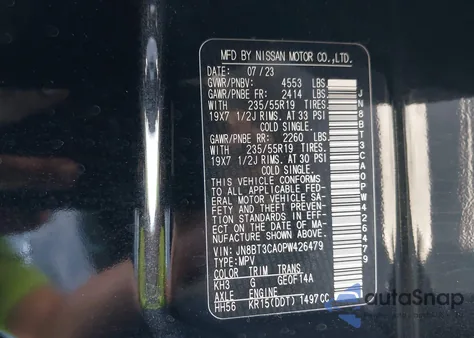 MFD BY NISSAN MOTOR CO.,LTD.
DATE: 07/23
GVWR/PNBV: 4553 LBS
GAWR/PNBE FR: 2414 LBS
WITH 235/55R19 TIRES.
19X7 1/2J RIMS. AT 33 PSI
COLD SINGLE.
GAWR/PNBE RR: 2260 LBS
WITH 235/55R19 TIRES.
19X7 1/2J RIMS. AT 30 PSI
COLD SINGLE.
THIS VEHICLE CONFORMS
TO ALL APPLICABLE FED-
ERAL MOTOR VEHICLE SA-
FETY AND THEFT PREVEN-
TION STANDARDS IN EFF-
ECT ON THE DATE OF MA-
NUFACTURE SHOWN ABOVE.
VIN: JN8BT3CA0PW426479
TYPE:MPV
COLOR TRIM TRANS
KH3 G GE0F14A
AXLE ENGINE
HH56 KR15(DDT) 1497CC
JN8BT3CA0PW426479
autoSnap